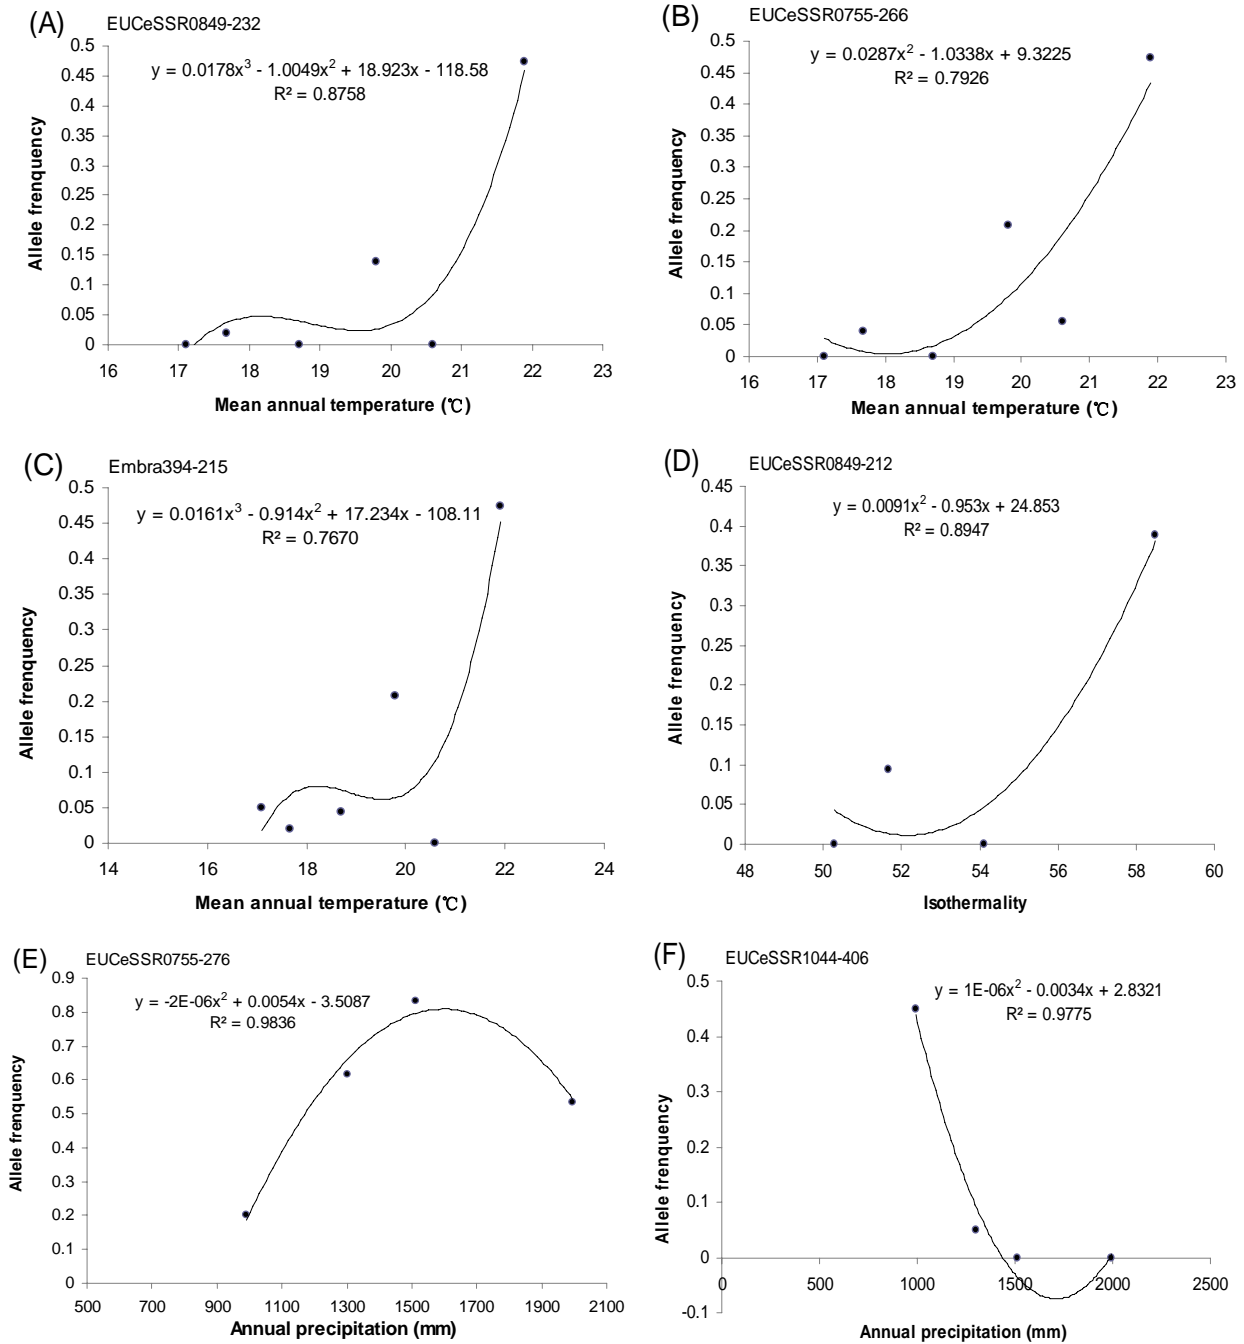 (A)
EUCeSSR0849-232
y = 0.0178x³ - 1.0049x² + 18.923x - 118.58
R² = 0.8758
0.5
0.45
0.4
0.35
0.3
0.25
0.2
0.15
0.1
0.05
0
Allele frenquency
16 17 18 19 20 21 22 23
Mean annual temperature (℃)
(B)
EUCeSSR0755-266
y = 0.0287x² - 1.0338x + 9.3225
R² = 0.7926
0.5
0.45
0.4
0.35
0.3
0.25
0.2
0.15
0.1
0.05
0
Allele frenquency
16 17 18 19 20 21 22 23
Mean annual temperature (℃)
(C)
Embra394-215
y = 0.0161x³ - 0.914x² + 17.234x - 108.11
R² = 0.7670
0.5
0.45
0.4
0.35
0.3
0.25
0.2
0.15
0.1
0.05
0
Allele frenquency
14 16 18 20 22 24
Mean annual temperature (℃)
(D)
EUCeSSR0849-212
y = 0.0091x² - 0.953x + 24.853
R² = 0.8947
0.45
0.4
0.35
0.3
0.25
0.2
0.15
0.1
0.05
0
Allele frenquency
48 50 52 54 56 58 60
Isothermality
(E)
EUCeSSR0755-276
y = -2E-06x² + 0.0054x - 3.5087
R² = 0.9836
0.9
0.8
0.7
0.6
0.5
0.4
0.3
0.2
0.1
0
Allele frenquency
500 700 900 1100 1300 1500 1700 1900 2100
Annual precipitation (mm)
(F)
EUCeSSR1044-406
y = 1E-06x² - 0.0034x + 2.8321
R² = 0.9775
0.5
0.4
0.3
0.2
0.1
0
-0.1
Allele frenquency
0 500 1000 1500 2000 2500
Annual precipitation (mm)